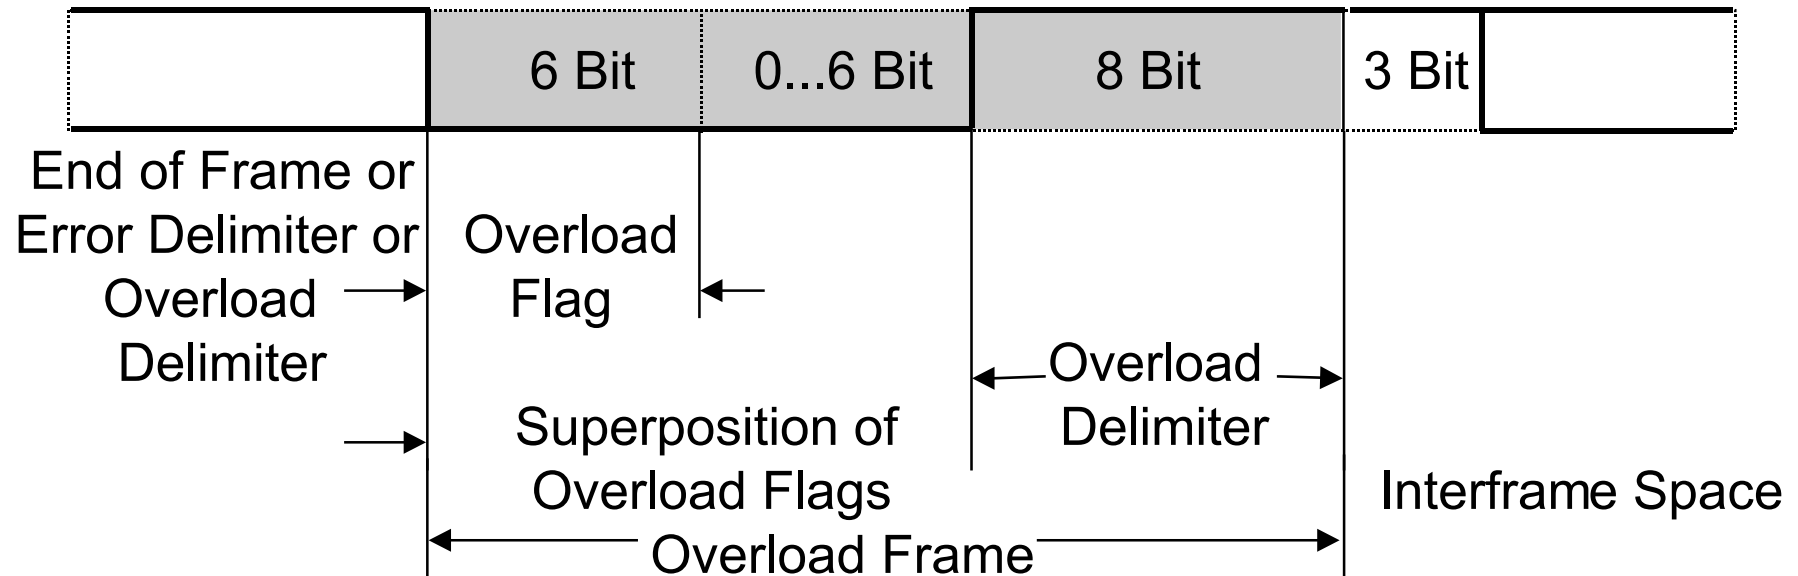 6 Bit
0...6 Bit
8 Bit
3 Bit
End of Frame or
Error Delimiter or
Overload
Delimiter
Overload
Flag
Superposition of
Overload Flags
Overload
Delimiter
Overload Frame
Interframe Space